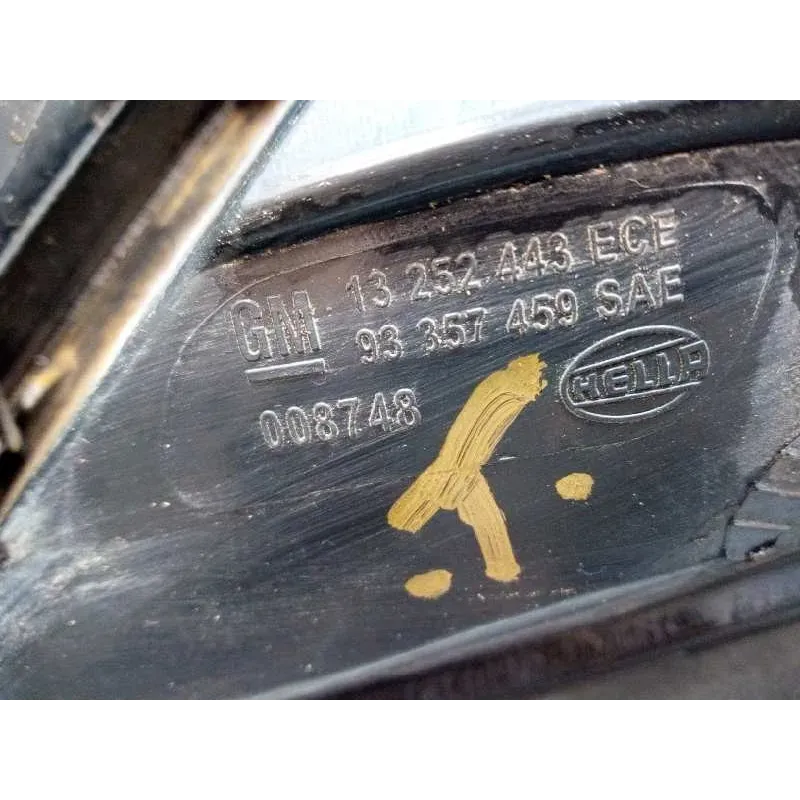 GM 13 252 443 ECE
93 357 459 SAE
008748 HELLA